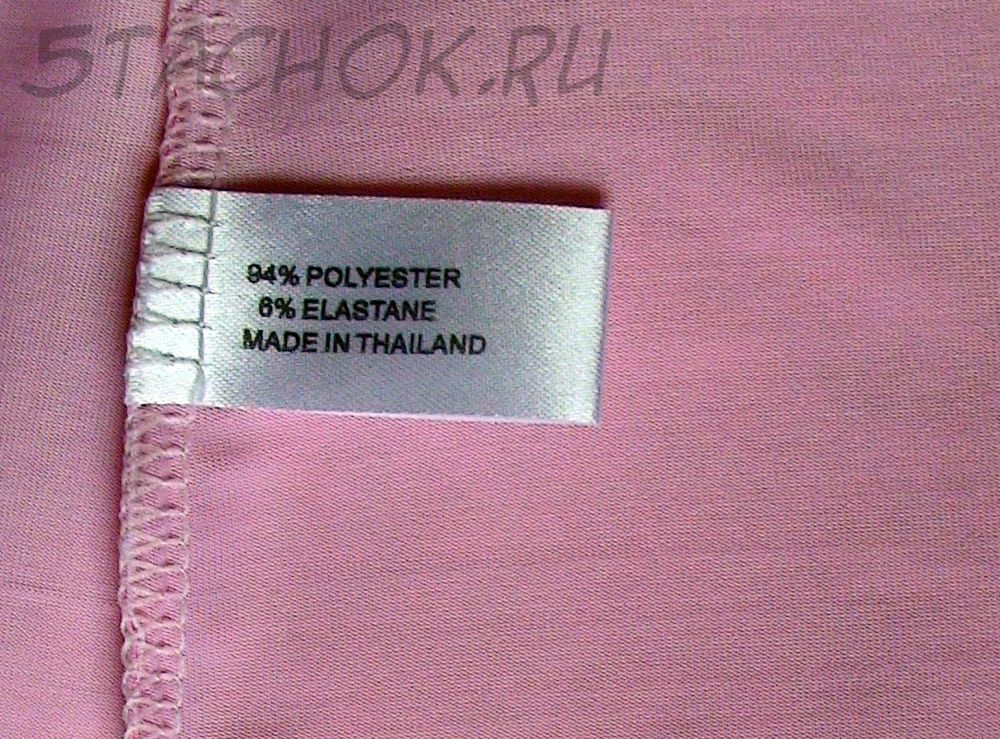 5TACHOK.RU
94% POLYESTER
6% ELASTANE
MADE IN THAILAND